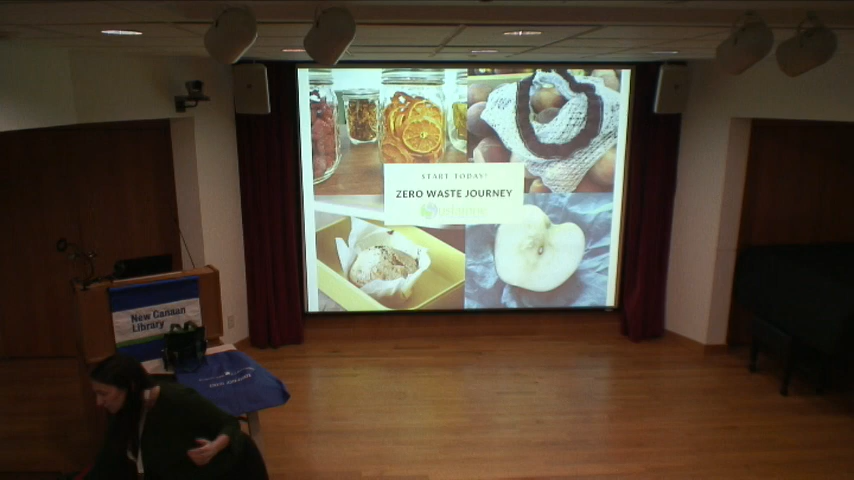 START TODAY!
ZERO WASTE JOURNEY
New Canaan
Library